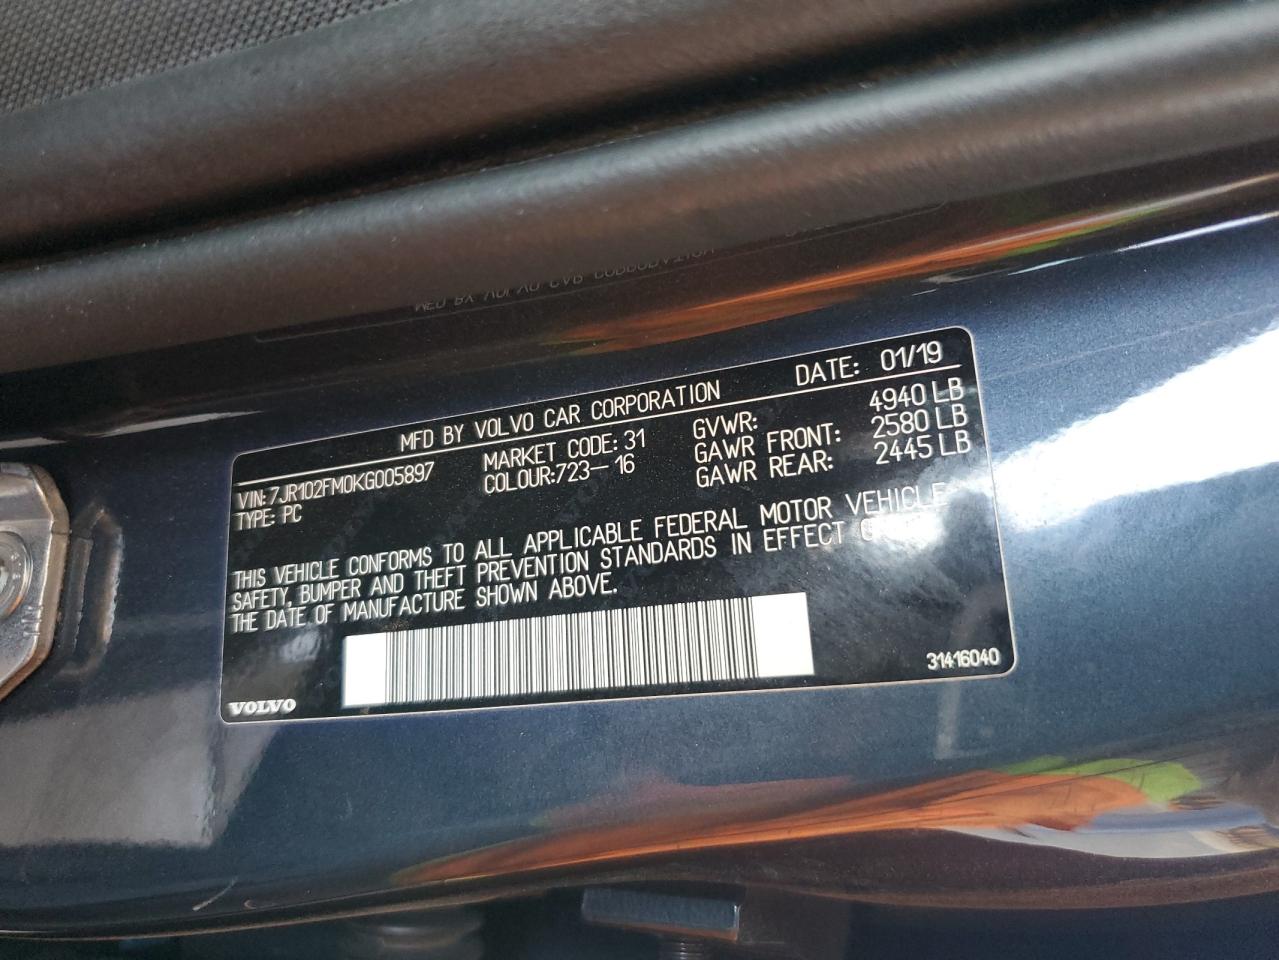 MFD BY VOLVO CAR CORPORATION DATE: 01/19
VIN: 7JR102FM0KG005897 MARKET CODE: 31 GVWR: 4940 LB
TYPE: PC COLOUR:723-16 GAWR FRONT: 2580 LB
GAWR REAR: 2445 LB
THIS VEHICLE CONFORMS TO ALL APPLICABLE FEDERAL MOTOR VEHICLE
SAFETY, BUMPER AND THEFT PREVENTION STANDARDS IN EFFECT
THE DATE OF MANUFACTURE SHOWN ABOVE.
VOLVO 31416040